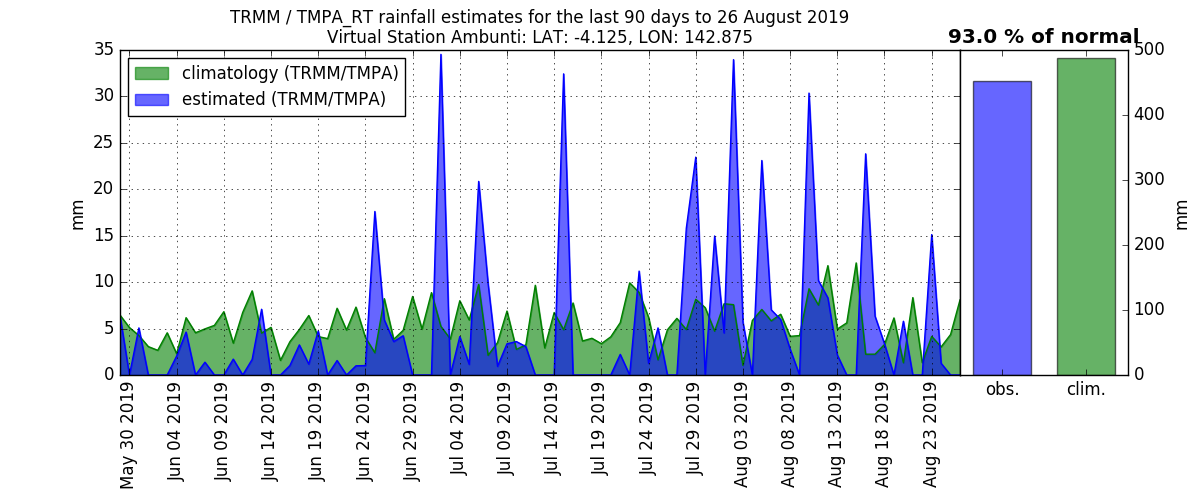 TRMM / TMPA_RT rainfall estimates for the last 90 days to 26 August 2019
Virtual Station Ambunti: LAT: -4.125, LON: 142.875
93.0 % of normal
climatology (TRMM/TMPA)
estimated (TRMM/TMPA)
mm
35
30
25
20
15
10
5
0
May 30 2019
Jun 04 2019
Jun 09 2019
Jun 14 2019
Jun 19 2019
Jun 24 2019
Jun 29 2019
Jul 04 2019
Jul 09 2019
Jul 14 2019
Jul 19 2019
Jul 24 2019
Jul 29 2019
Aug 03 2019
Aug 08 2019
Aug 13 2019
Aug 18 2019
Aug 23 2019
obs.
clim.
500
400
300
200
100
0
mm